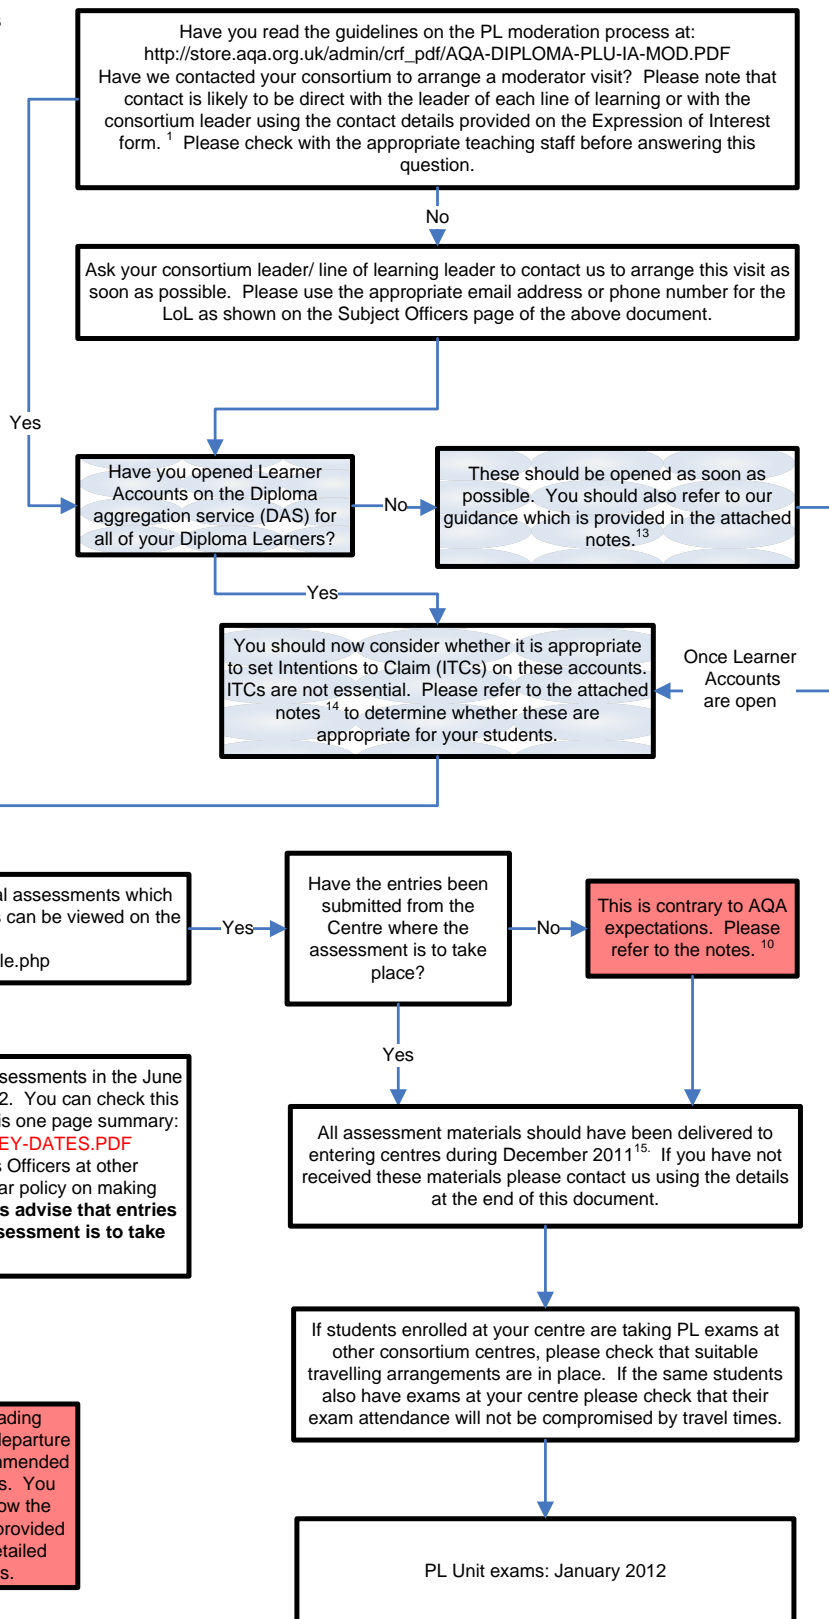 s
Have you read the guidelines on the PL moderation process at:
http://store.aqa.org.uk/admin/crf_pdf/AQA-DIPLOMA-PLU-IA-MOD.PDF
Have we contacted your consortium to arrange a moderator visit? Please note that
contact is likely to be direct with the leader of each line of learning or with the
consortium leader using the contact details provided on the Expression of Interest
form. 1 Please check with the appropriate teaching staff before answering this
question.
No
Ask your consortium leader/ line of learning leader to contact us to arrange this visit as
soon as possible. Please use the appropriate email address or phone number for the
LoL as shown on the Subject Officers page of the above document.
Yes
Have you opened Learner
Accounts on the Diploma
aggregation service (DAS) for
all of your Diploma Learners?
No
These should be opened as soon as
possible. You should also refer to our
guidance which is provided in the attached
notes.13
Yes
You should now consider whether it is appropriate
to set Intentions to Claim (ITCs) on these accounts.
ITCs are not essential. Please refer to the attached
notes 14 to determine whether these are
appropriate for your students.
Once Learner
Accounts
are open
al assessments which
s can be viewed on the
le.php
Yes
Have the entries been
submitted from the
Centre where the
assessment is to take
place?
No
This is contrary to AQA
expectations. Please
refer to the notes. 10
Yes
ssessments in the June
2. You can check this
is one page summary:
EY-DATES.PDF
s Officers at other
ar policy on making
s advise that entries
sessment is to take
All assessment materials should have been delivered to
entering centres during December 201115. If you have not
received these materials please contact us using the details
at the end of this document.
If students enrolled at your centre are taking PL exams at
other consortium centres, please check that suitable
travelling arrangements are in place. If the same students
also have exams at your centre please check that their
exam attendance will not be compromised by travel times.
ading
departure
mmended
s. You
ow the
provided
etailed
s.
PL Unit exams: January 2012